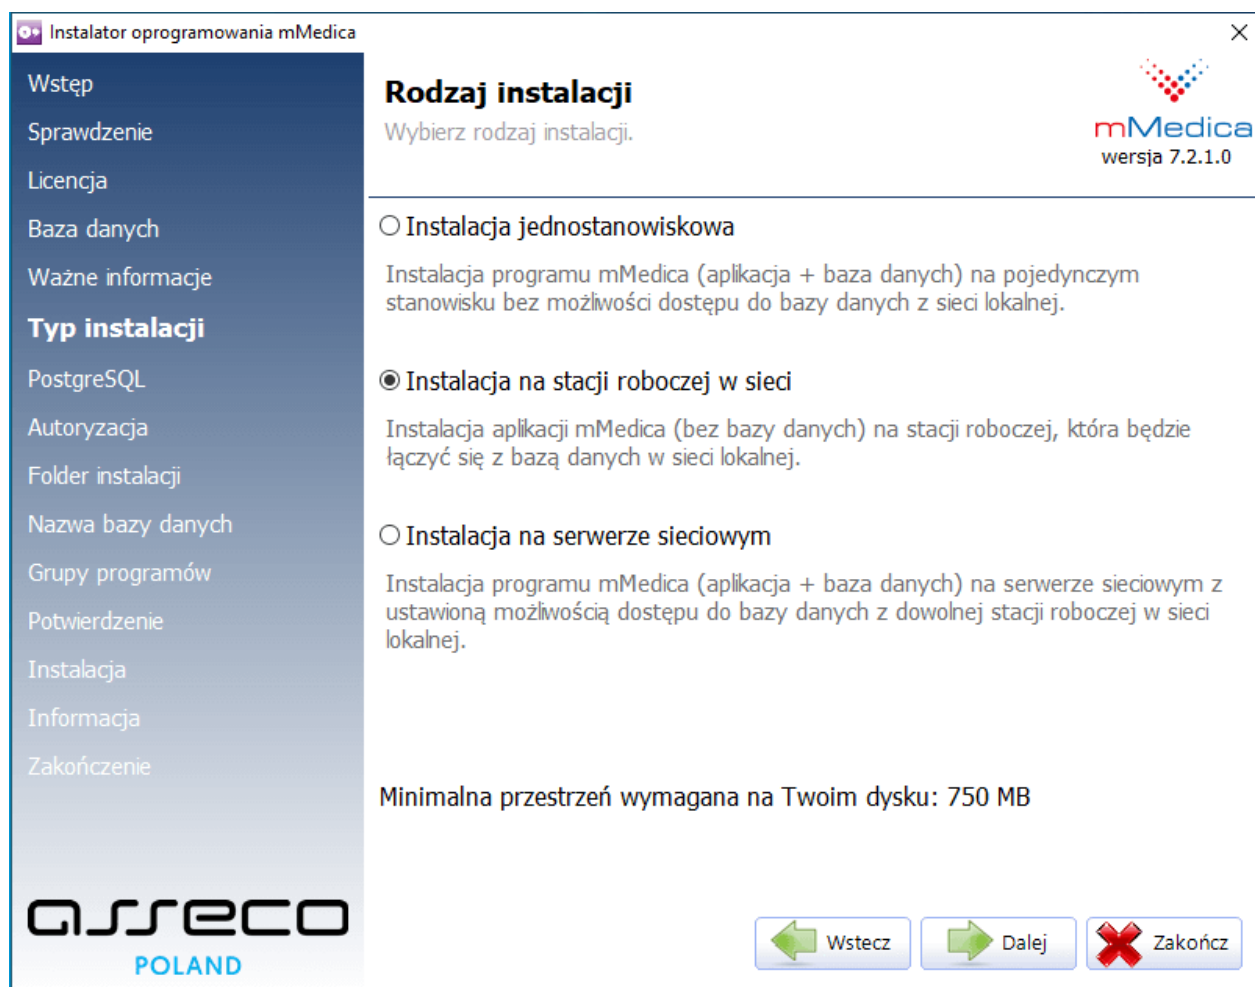 Instalator oprogramowania mMedica
Wstęp
Sprawdzenie
Licencja
Baza danych
Ważne informacje
Typ instalacji
PostgreSQL
Autoryzacja
Folder instalacji
Nazwa bazy danych
Grupy programów
Potwierdzenie
Instalacja
Informacja
Zakończenie
asseco
POLAND
Rodzaj instalacji
Wybierz rodzaj instalacji.
mMedica
wersja 7.2.1.0
Instalacja jednostanowiskowa
Instalacja programu mMedica (aplikacja + baza danych) na pojedynczym
stanowisku bez możliwości dostępu do bazy danych z sieci lokalnej.
Instalacja na stacji roboczej w sieci
Instalacja aplikacji mMedica (bez bazy danych) na stacji roboczej, która będzie
łączyć się z bazą danych w sieci lokalnej.
Instalacja na serwerze sieciowym
Instalacja programu mMedica (aplikacja + baza danych) na serwerze sieciowym z
ustawioną możliwością dostępu do bazy danych z dowolnej stacji roboczej w sieci
lokalnej.
Minimalna przestrzeń wymagana na Twoim dysku: 750 MB
Wstecz
Dalej
Zakończ